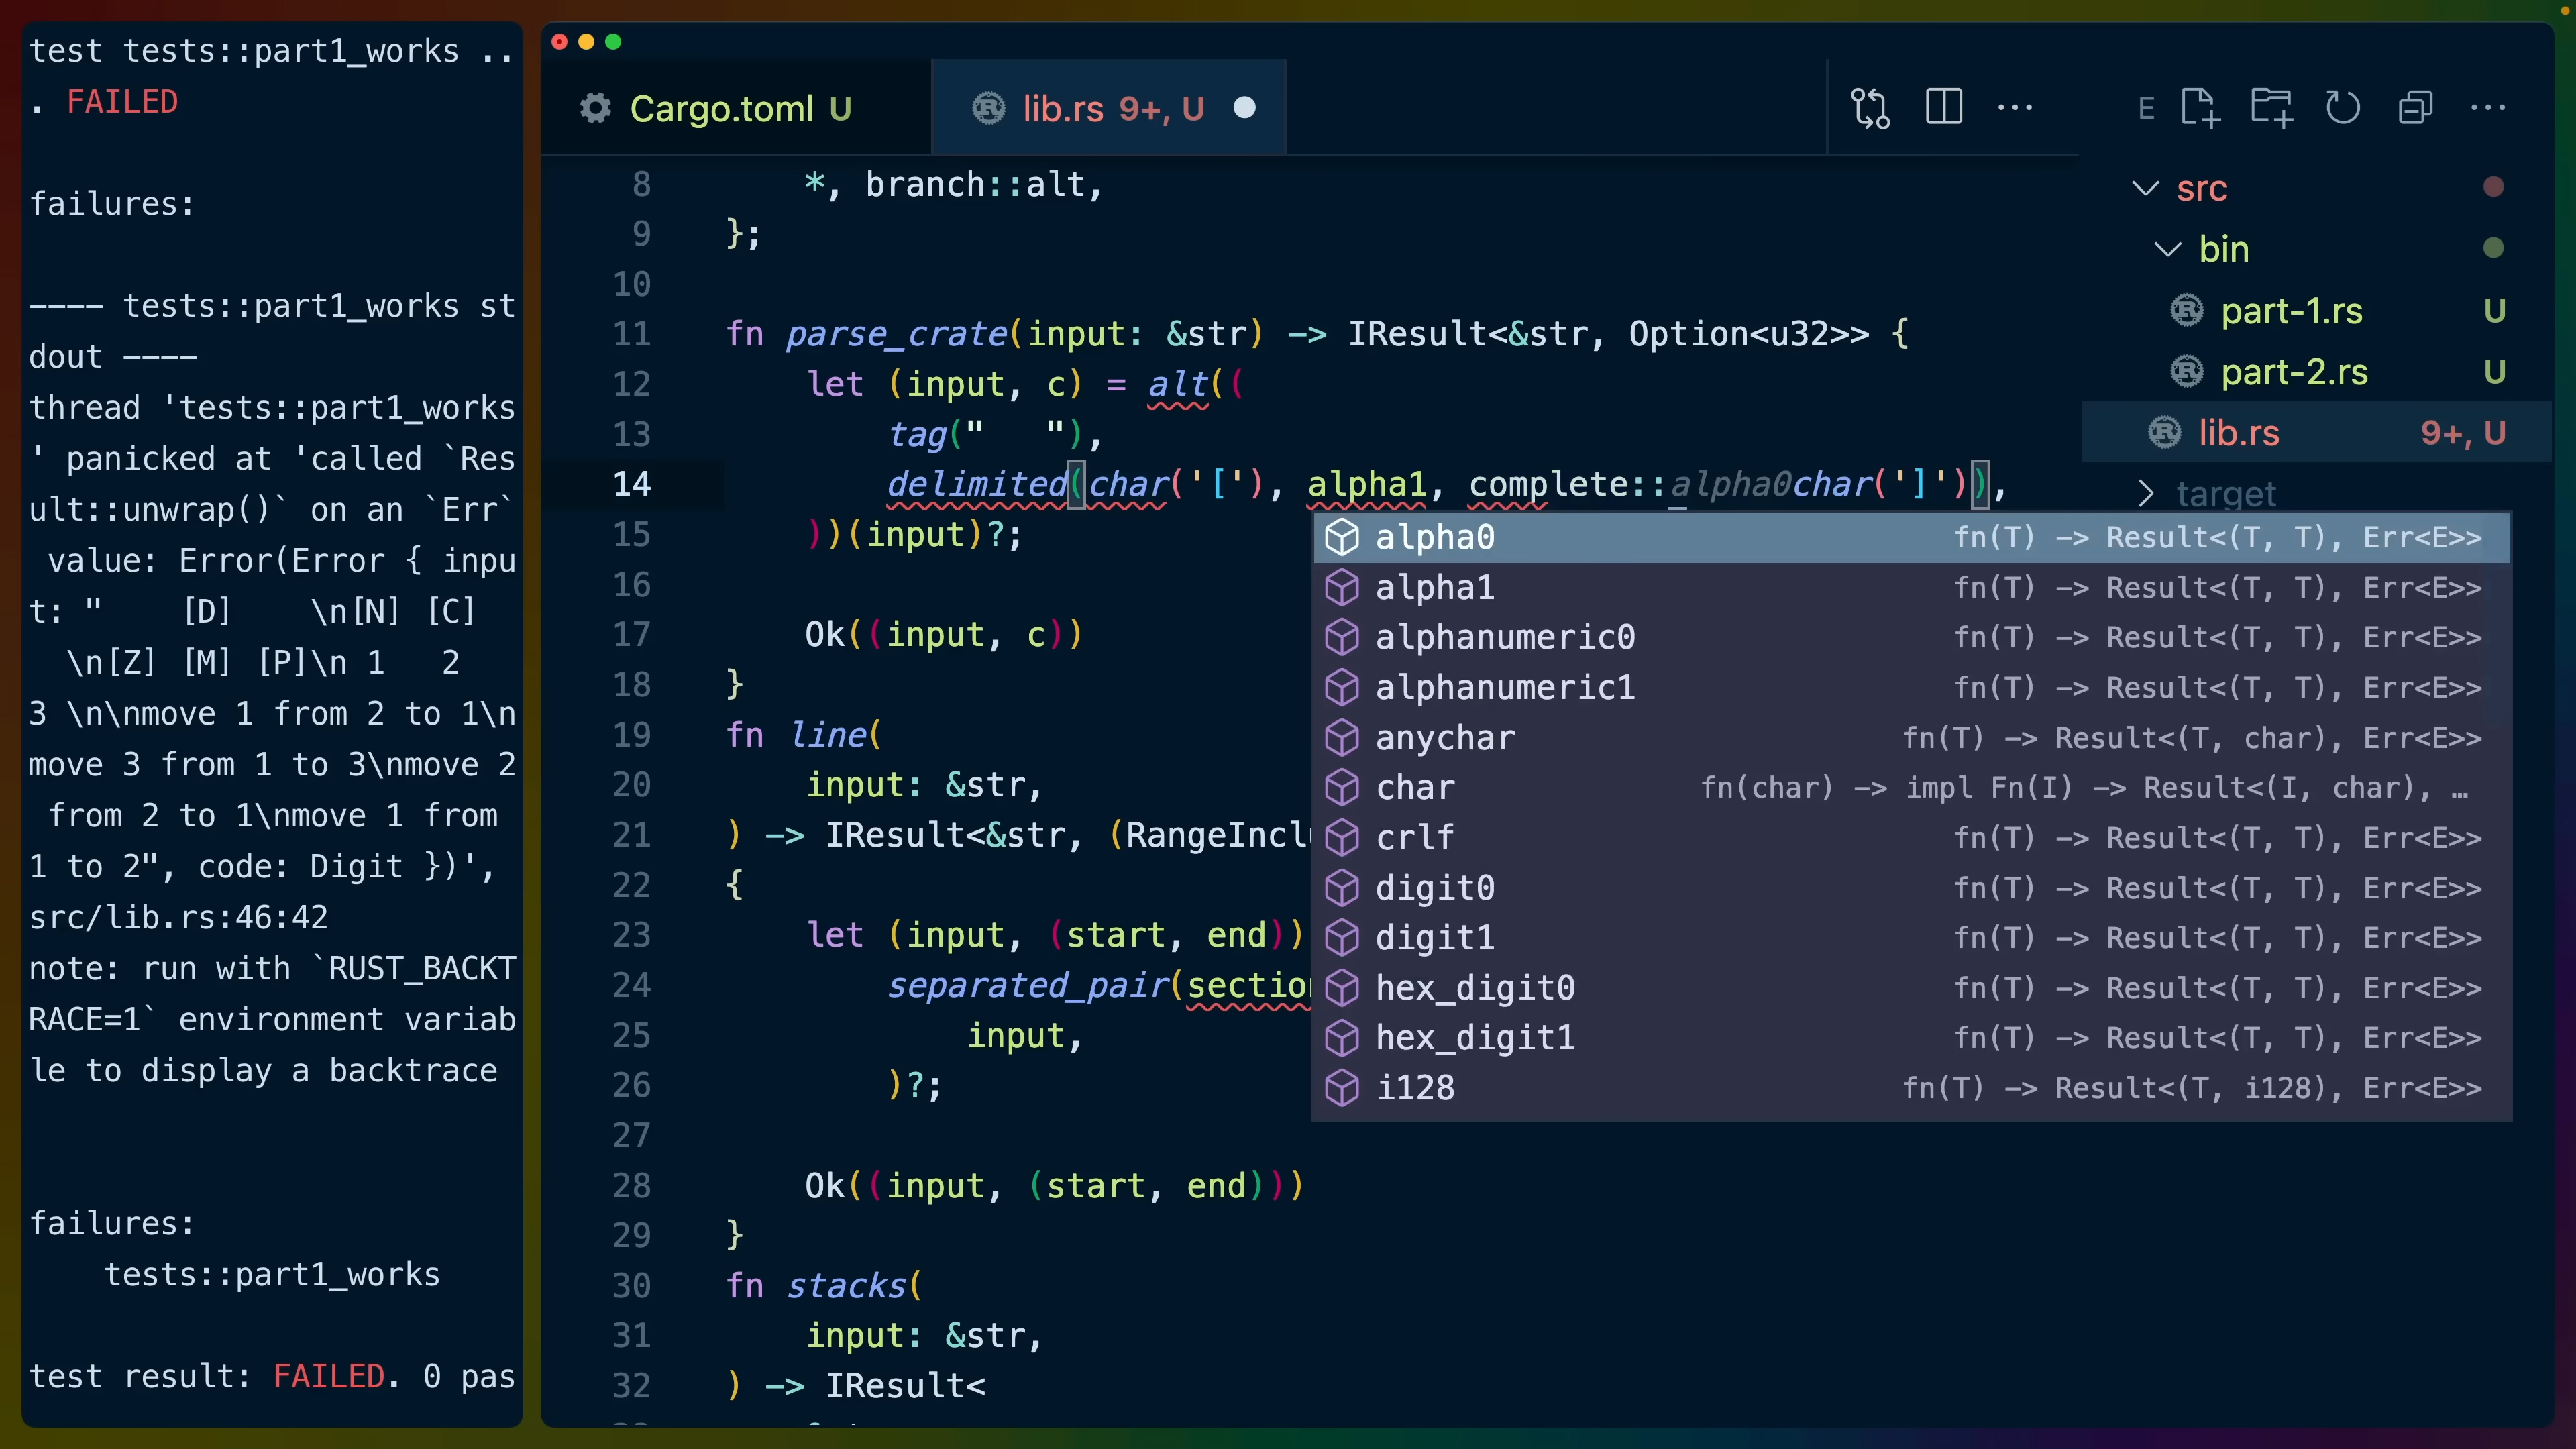 test tests::part1_works ..
. FAILED
failures:
---- tests::part1_works st
dout ----
thread 'tests::part1_works
' panicked at 'called `Res
ult::unwrap()` on an `Err`
 value: Error(Error { inpu
t: "    [D]    \n[N] [C]
  \n[Z] [M] [P]\n 1   2
3 \n\nmove 1 from 2 to 1\n
move 3 from 1 to 3\nmove 2
 from 2 to 1\nmove 1 from
1 to 2", code: Digit })',
src/lib.rs:46:42
note: run with `RUST_BACKT
RACE=1` environment variab
le to display a backtrace
failures:
    tests::part1_works
test result: FAILED. 0 pas
Cargo.toml U
lib.rs 9+, U
8     *, branch::alt,
9 };
10
11 fn parse_crate(input: &str) -> IResult<&str, Option<u32>> {
12     let (input, c) = alt((
13         tag("   "),
14         delimited(char('['), alpha1, complete::alpha0char(']')),
15     ))(input)?;
16
17     Ok((input, c))
18 }
19 fn line(
20     input: &str,
21 ) -> IResult<&str, (RangeInclu
22 {
23     let (input, (start, end))
24         separated_pair(section
25             input,
26         )?;
27
28     Ok((input, (start, end)))
29 }
30 fn stacks(
31     input: &str,
32 ) -> IResult<
alpha0 fn(T) -> Result<(T, T), Err<E>>
alpha1 fn(T) -> Result<(T, T), Err<E>>
alphanumeric0 fn(T) -> Result<(T, T), Err<E>>
alphanumeric1 fn(T) -> Result<(T, T), Err<E>>
anychar fn(T) -> Result<(T, char), Err<E>>
char fn(char) -> impl Fn(I) -> Result<(I, char), …
crlf fn(T) -> Result<(T, T), Err<E>>
digit0 fn(T) -> Result<(T, T), Err<E>>
digit1 fn(T) -> Result<(T, T), Err<E>>
hex_digit0 fn(T) -> Result<(T, T), Err<E>>
hex_digit1 fn(T) -> Result<(T, T), Err<E>>
i128 fn(T) -> Result<(T, i128), Err<E>>
E
src
bin
part-1.rs U
part-2.rs U
lib.rs 9+, U
target